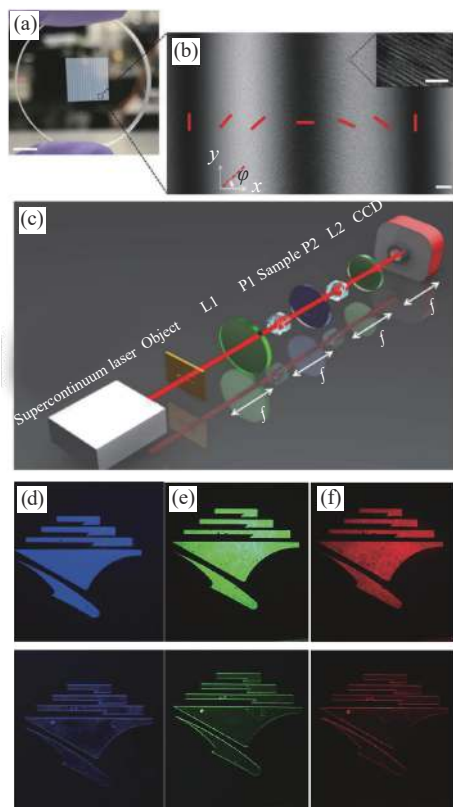 (a)
(b)
y
φ
x
(c)
Supercontinuum laser
Object
L1
P1
Sample
P2
L2
CCD
f
f
f
f
(d)
(e)
(f)